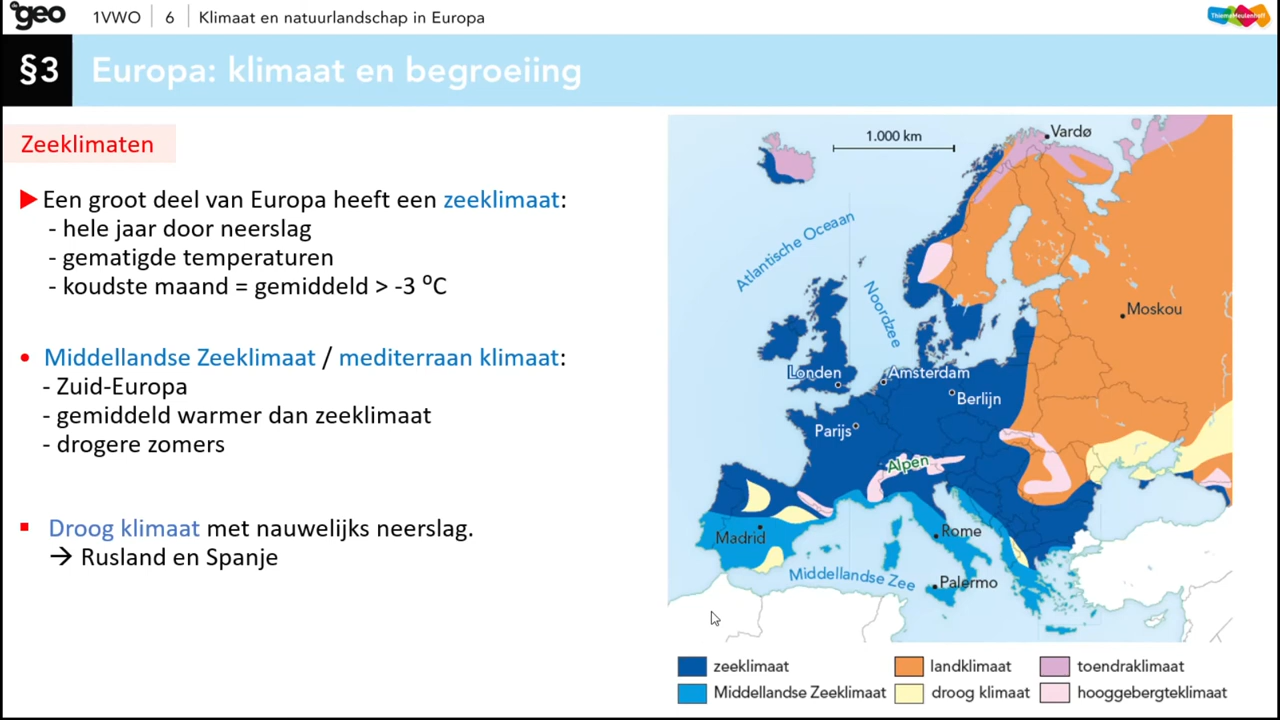 geo 1VWO 6 Klimaat en natuurlandschap in Europa ThiemeMeulenhoff
§3 Europa: klimaat en begroeiing
Zeeklimaten
▶ Een groot deel van Europa heeft een zeeklimaat:
- hele jaar door neerslag
- gematigde temperaturen
- koudste maand = gemiddeld > -3 ⁰C
• Middellandse Zeeklimaat / mediterraan klimaat:
- Zuid-Europa
- gemiddeld warmer dan zeeklimaat
- drogere zomers
▪ Droog klimaat met nauwelijks neerslag.
→ Rusland en Spanje
1.000 km
Vardø
Atlantische Oceaan
Noordzee
Moskou
Londen
Amsterdam
Berlijn
Parijs
Alpen
Madrid
Rome
Middellandse Zee
Palermo
zeeklimaat
landklimaat
toendraklimaat
Middellandse Zeeklimaat
droog klimaat
hooggebergteklimaat